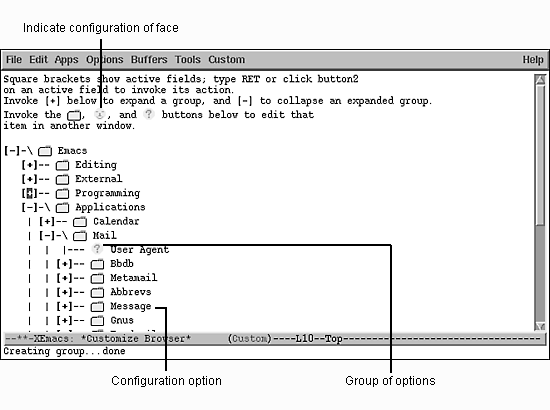 Indicate configuration of face
File Edit Apps Options Buffers Tools Custom Help
Square brackets show active fields; type RET or click button2
on an active field to invoke its action.
Invoke [+] below to expand a group, and [-] to collapse an expanded group.
Invoke the , , and ? buttons below to edit that
item in another window.
[-]-\ Emacs
[+]-- Editing
[+]-- External
[+]-- Programming
[-]-\ Applications
| [+]-- Calendar
| [-]-\ Mail
| | |--- ? User Agent
| | [+]-- Bbdb
| | [+]-- Metamail
| | [+]-- Abbrevs
| | [+]-- Message
| | [+]-- Gnus
--**-XEmacs: *Customize Browser* (Custom)----L10--Top----------------------------------
Creating group...done
Configuration option
Group of options